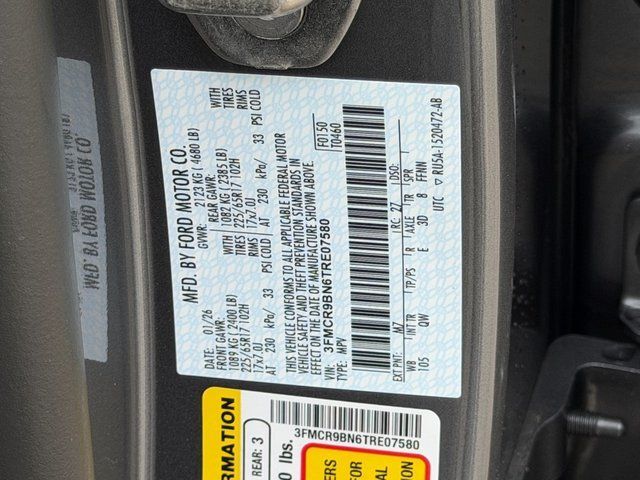 MFD. BY FORD MOTOR CO.
DATE: 01/26
GVWR: 2123 KG ( 4680 LB)
FRONT GAWR: REAR GAWR: WITH
1089 KG ( 2400 LB) WITH 1082 KG ( 2385 LB) TIRES
225/65R17 102H TIRES 225/65R17 102H RIMS
17x7.0J RIMS 17x7.0J
AT 230 kPa/ 33 PSI COLD AT 230 kPa/ 33 PSI COLD
THIS VEHICLE CONFORMS TO ALL APPLICABLE FEDERAL MOTOR
VEHICLE SAFETY AND THEFT PREVENTION STANDARDS IN
EFFECT ON THE DATE OF MANUFACTURE SHOWN ABOVE.
VIN: 3FMCR9BN6TRE07580
TYPE: MPV
F0150
T0460
EXT PNT: M7 RC: 27 DSO:
WB INT TR TP/PS R AXLE TR SPR
105 QW E 3D 8 FFNN
UTC RU5A-1520472-AB
RMATION
REAR: 3
0 lbs.
3FMCR9BN6TRE07580
ERS
FOR
AL
TION